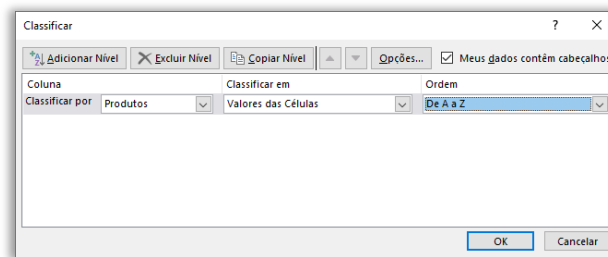 Classificar ? ×
Adicionar Nível Excluir Nível Copiar Nível Opções... Meus dados contêm cabeçalhos
Coluna Classificar em Ordem
Classificar por Produtos Valores das Células De A a Z
OK Cancelar